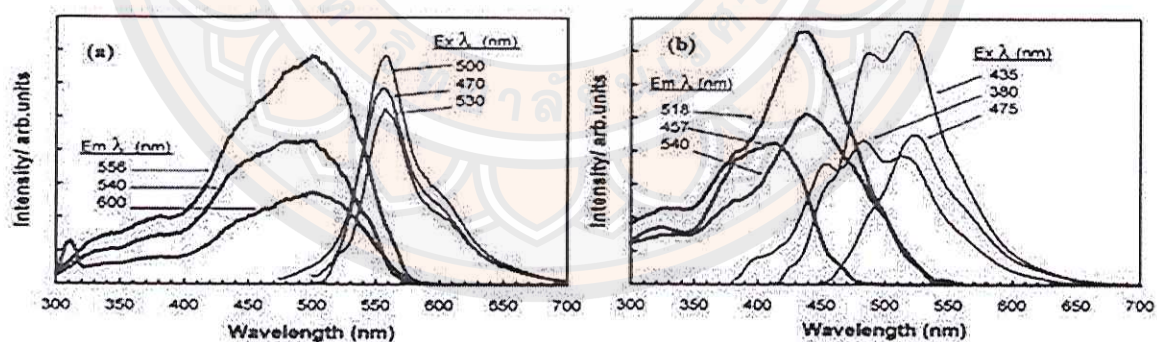 (a)
Ex λ (nm)
500
470
530
Em λ (nm)
556
540
600
Intensity/ arb.units
300 350 400 450 500 550 600 650 700
Wavelength (nm)
(b)
Ex λ (nm)
435
380
475
Em λ (nm)
518
457
540
Intensity/ arb.units
300 350 400 450 500 550 600 650 700
Wavelength (nm)